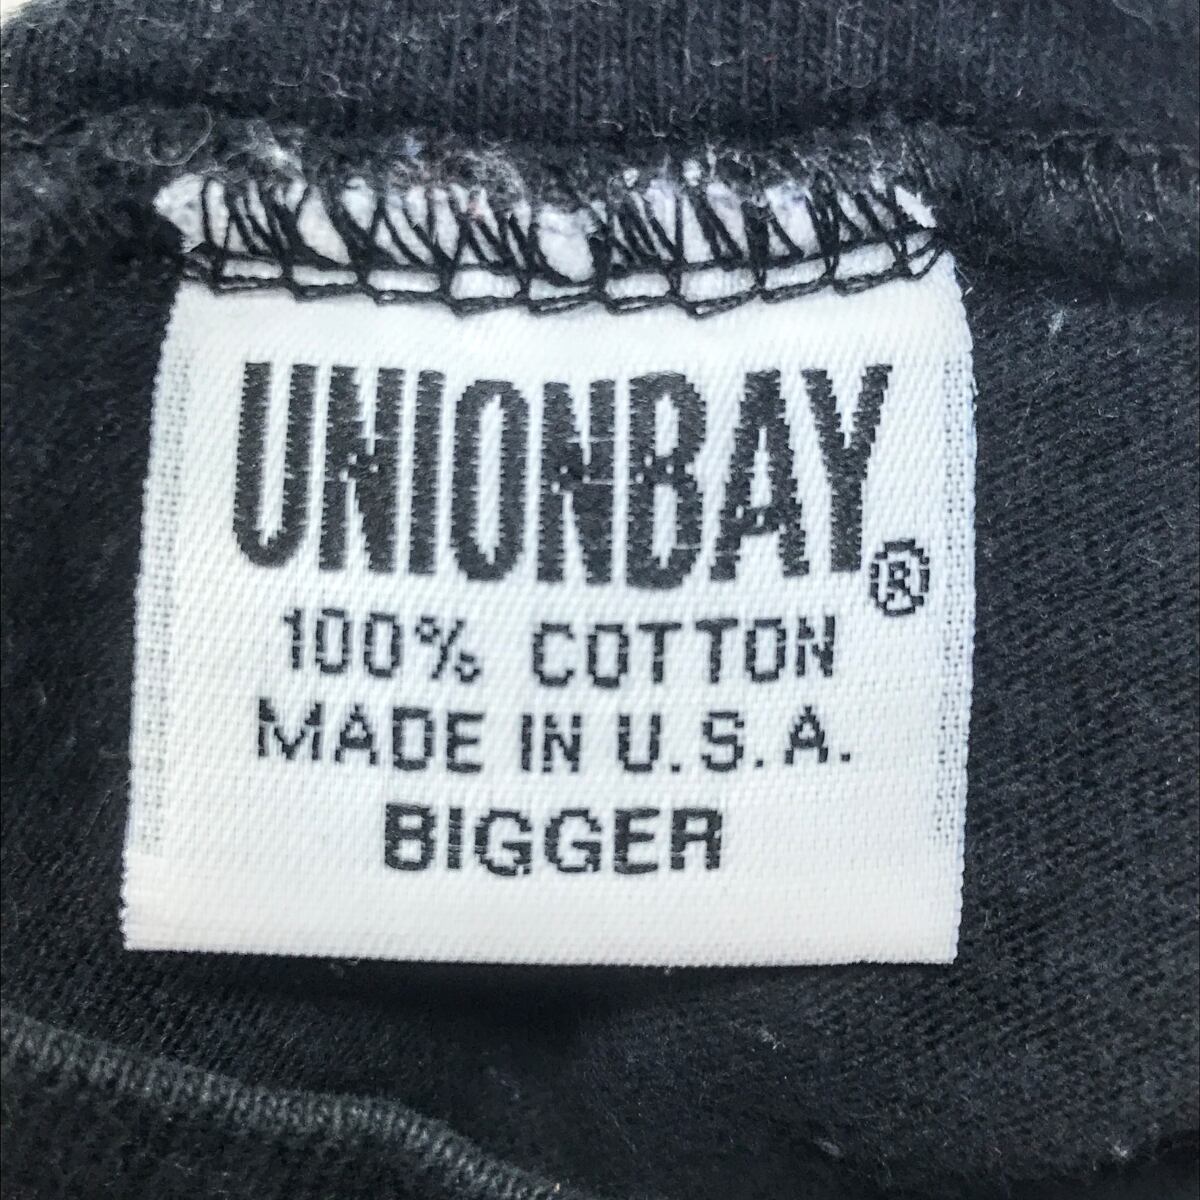 UNIONBAY®
100% COTTON
MADE IN U.S.A.
BIGGER